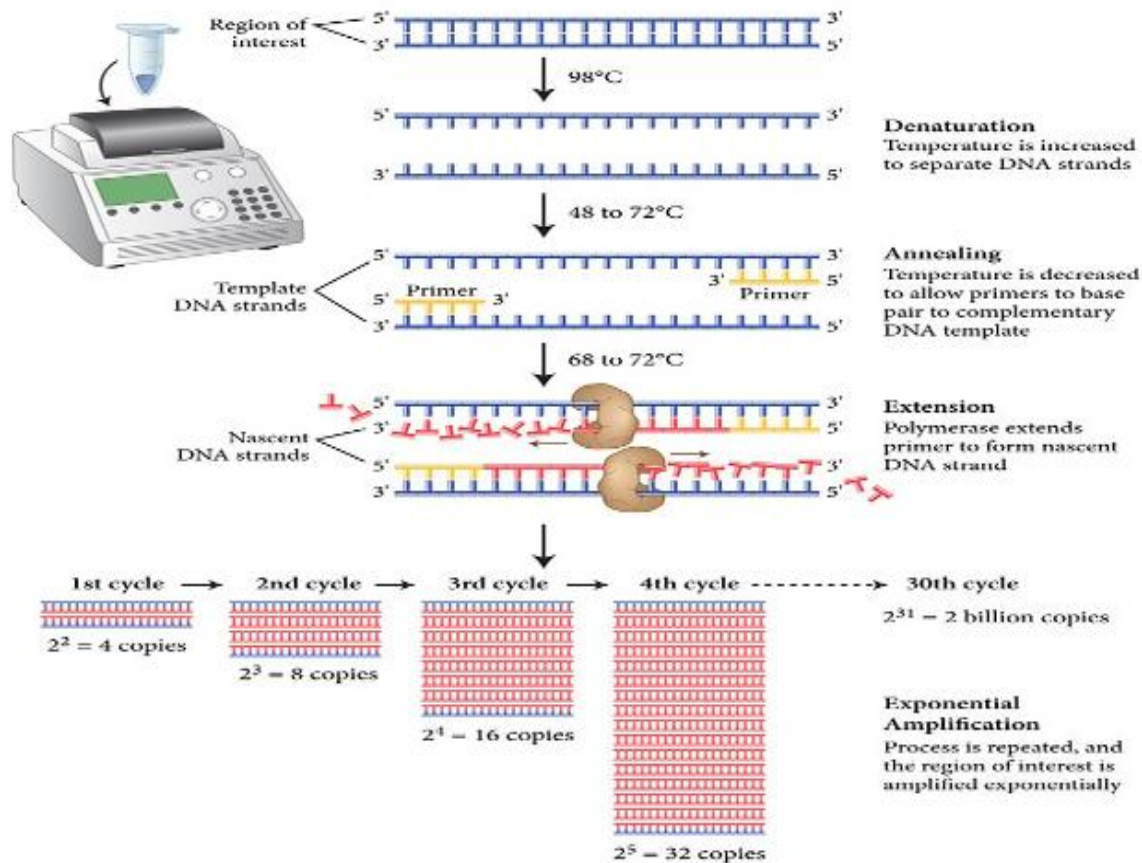 Region of
interest
5' 3'
3' 5'
98°C
5' 3'
3' 5'
Denaturation
Temperature is increased
to separate DNA strands
48 to 72°C
Template
DNA strands
5' 3'
3' 5'
Primer
5' Primer 3'
3' 5'
Annealing
Temperature is decreased
to allow primers to base
pair to complementary
DNA template
68 to 72°C
Nascent
DNA strands
5' 3'
3' 5'
5' 3'
3' 5'
Extension
Polymerase extends
primer to form nascent
DNA strand
1st cycle 2nd cycle 3rd cycle 4th cycle 30th cycle
2² = 4 copies
2³ = 8 copies
2⁴ = 16 copies
2⁵ = 32 copies
2³¹ = 2 billion copies
Exponential
Amplification
Process is repeated, and
the region of interest is
amplified exponentially